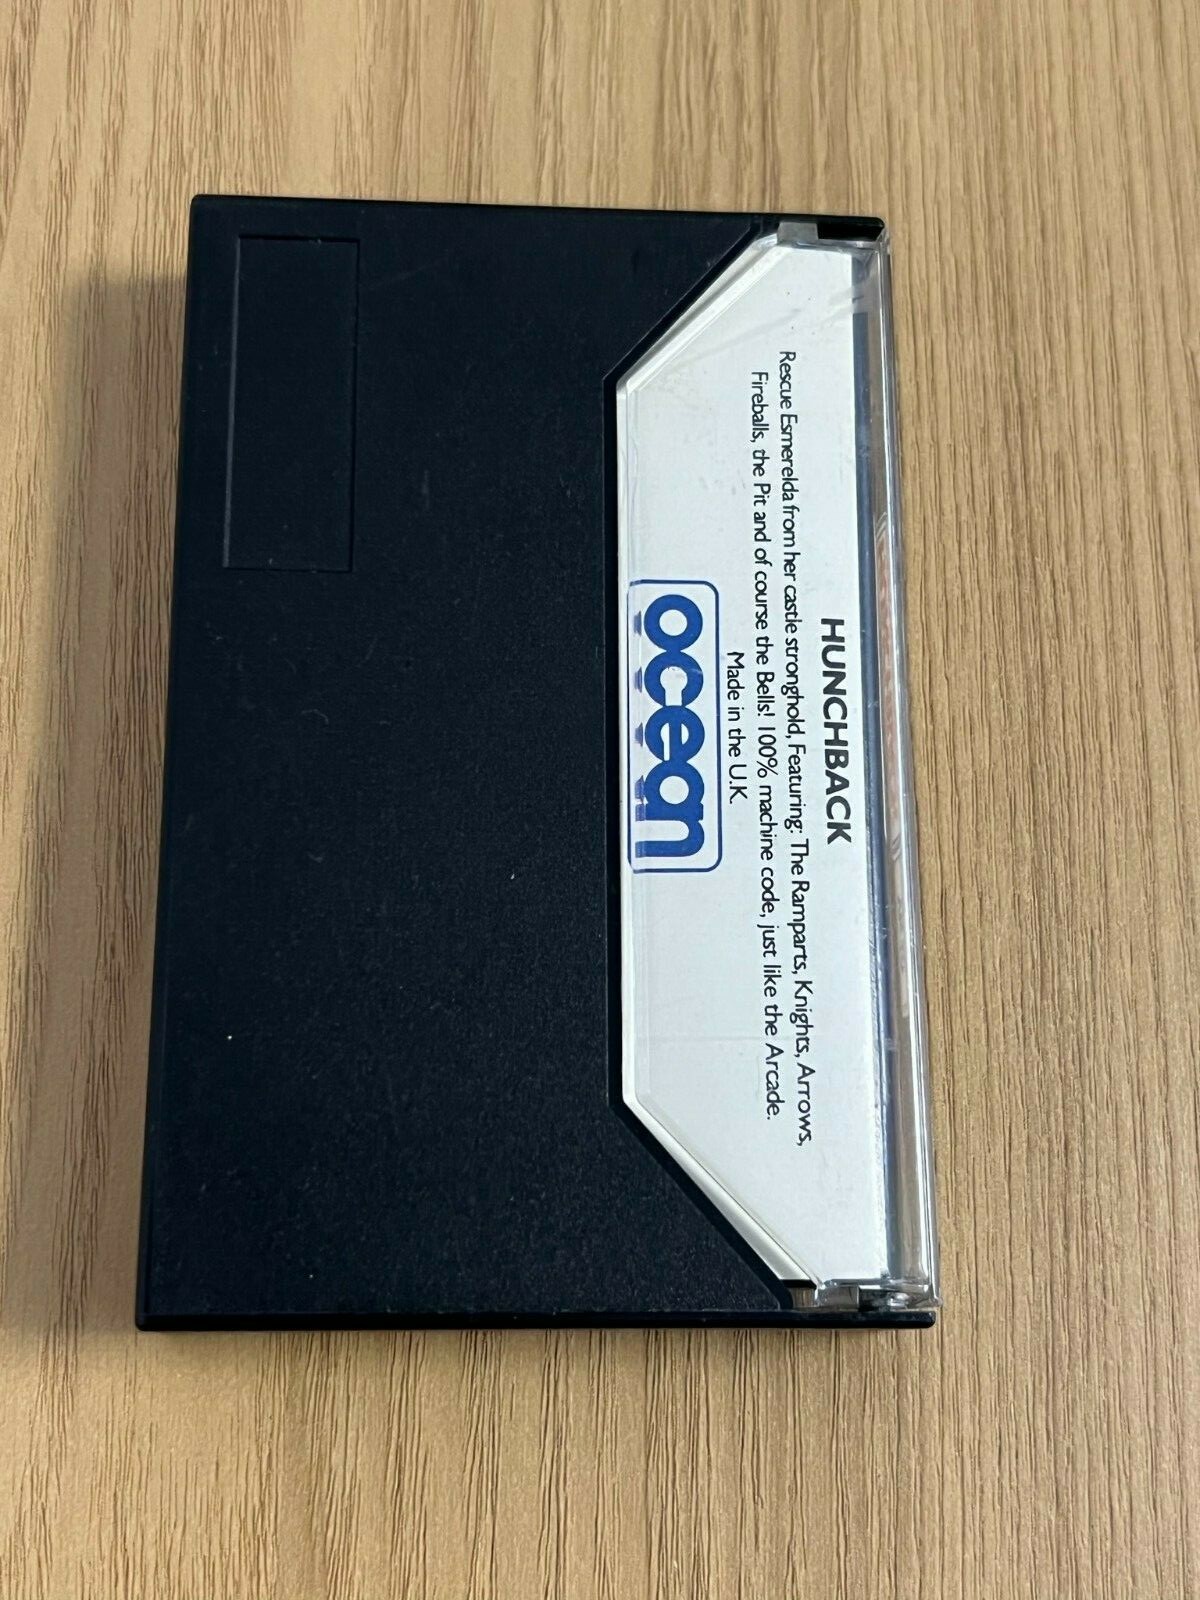 HUNCHBACK
Rescue Esmerelda from her castle stronghold, Featuring: The Ramparts, Knights, Arrows,
Fireballs, the Pit and of course the Bells! 100% machine code, just like the Arcade.
Made in the U.K.
ocean